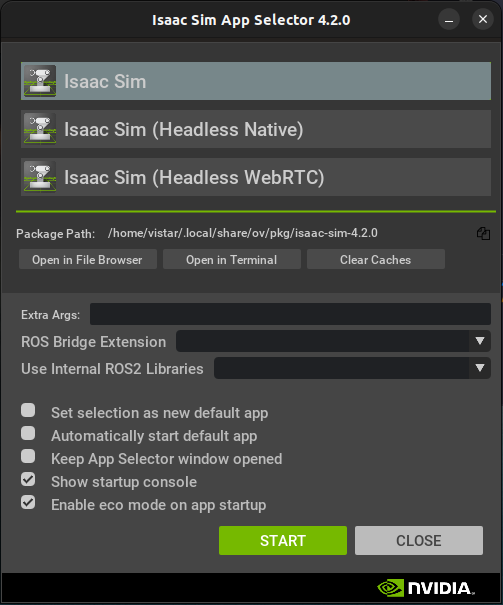 Isaac Sim App Selector 4.2.0
Isaac Sim
Isaac Sim (Headless Native)
Isaac Sim (Headless WebRTC)
Package Path: /home/vistar/.local/share/ov/pkg/isaac-sim-4.2.0
Open in File Browser Open in Terminal Clear Caches
Extra Args:
ROS Bridge Extension
Use Internal ROS2 Libraries
Set selection as new default app
Automatically start default app
Keep App Selector window opened
Show startup console
Enable eco mode on app startup
START CLOSE
NVIDIA.